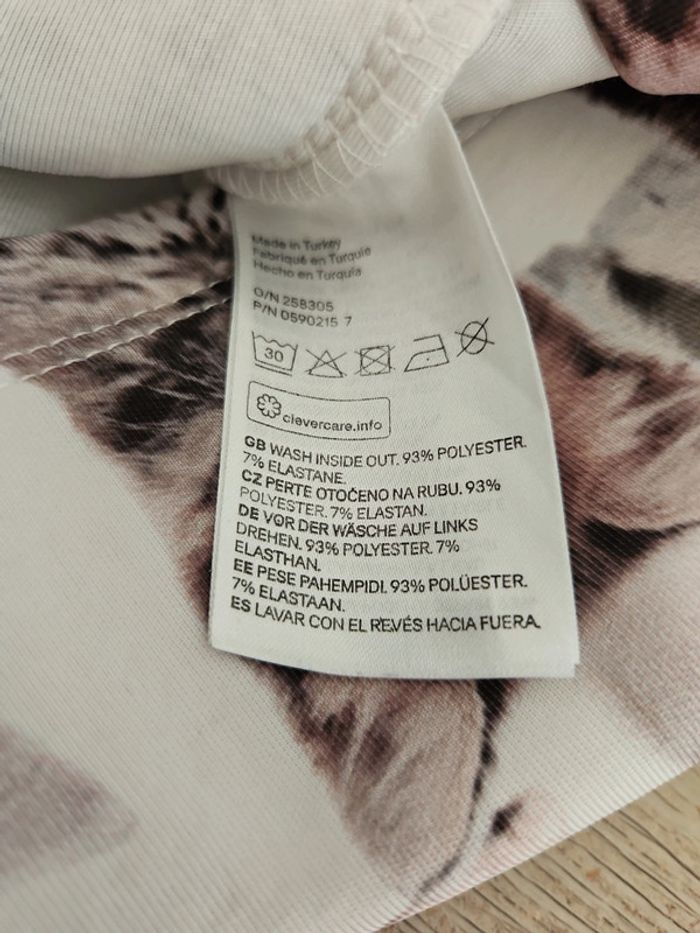 Made in Turkey
Fabriqué en Turquie
Hecho en Turquía
O/N 258305
P/N 0590215 7
30
clevercare.info
GB WASH INSIDE OUT. 93% POLYESTER.
7% ELASTANE.
CZ PERTE OTOČENO NA RUBU. 93%
POLYESTER. 7% ELASTAN.
DE VOR DER WÄSCHE AUF LINKS
DREHEN. 93% POLYESTER. 7%
ELASTHAN.
EE PESE PAHEMPIDI. 93% POLÜESTER.
7% ELASTAAN.
ES LAVAR CON EL REVÉS HACIA FUERA.